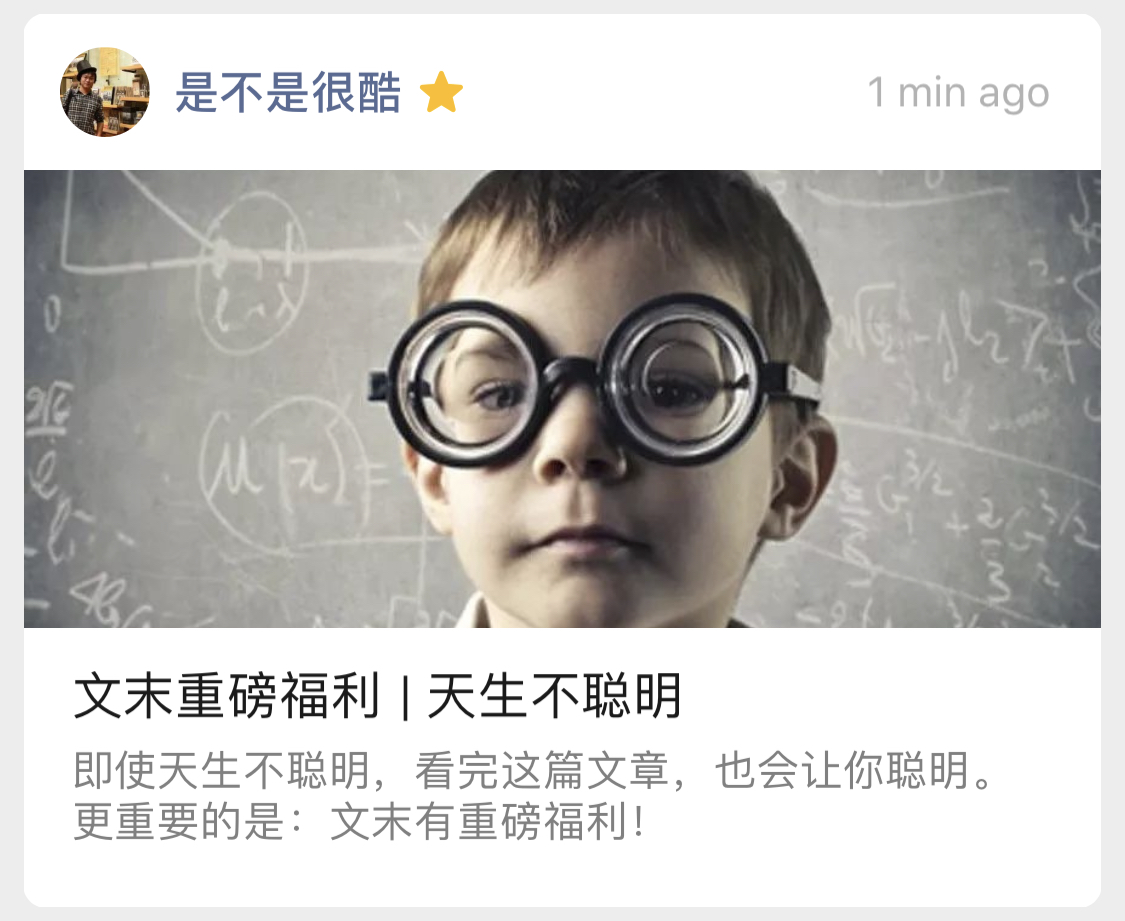 是不是很酷
1 min ago
文末重磅福利 | 天生不聪明
即使天生不聪明，看完这篇文章，也会让你聪明。
更重要的是：文末有重磅福利！